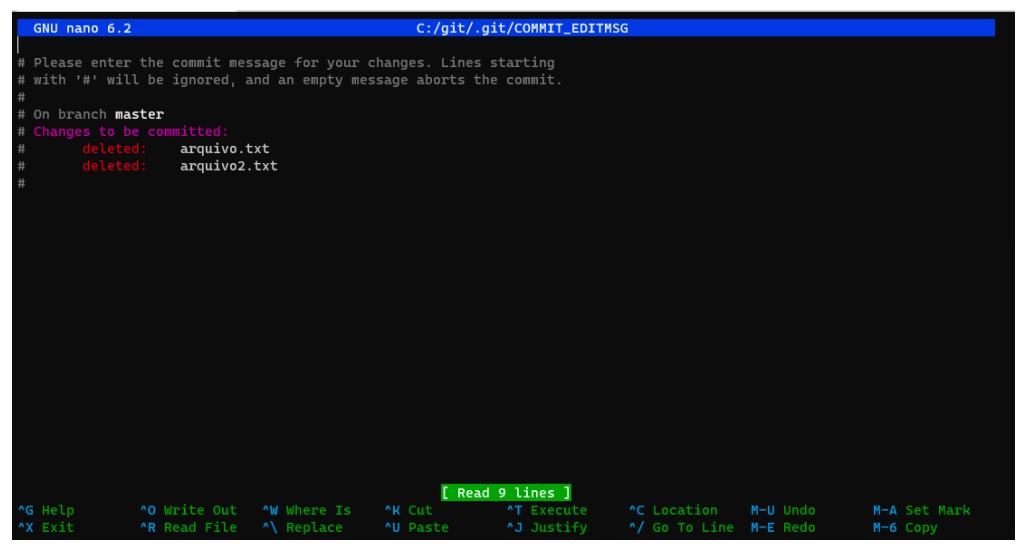 GNU nano 6.2 C:/git/.git/COMMIT_EDITMSG
# Please enter the commit message for your changes. Lines starting
# with '#' will be ignored, and an empty message aborts the commit.
#
# On branch master
# Changes to be committed:
# deleted: arquivo.txt
# deleted: arquivo2.txt
#
[ Read 9 lines ]
^G Help ^O Write Out ^W Where Is ^K Cut ^T Execute ^C Location M-U Undo M-A Set Mark
^X Exit ^R Read File ^\ Replace ^U Paste ^J Justify ^/ Go To Line M-E Redo M-6 Copy